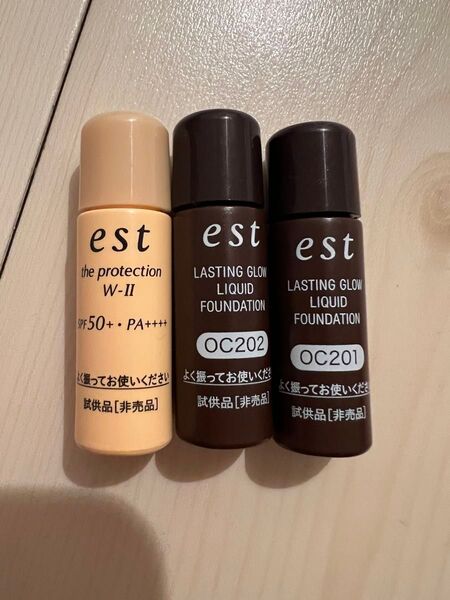 est
the protection
W-II
SPF50+・PA++++
よく振ってお使いください
試供品[非売品]
est
LASTING GLOW
LIQUID
FOUNDATION
OC202
よく振ってお使いください
試供品[非売品]
est
LASTING GLOW
LIQUID
FOUNDATION
OC201
よく振ってお使いくださ
試供品[非売品]